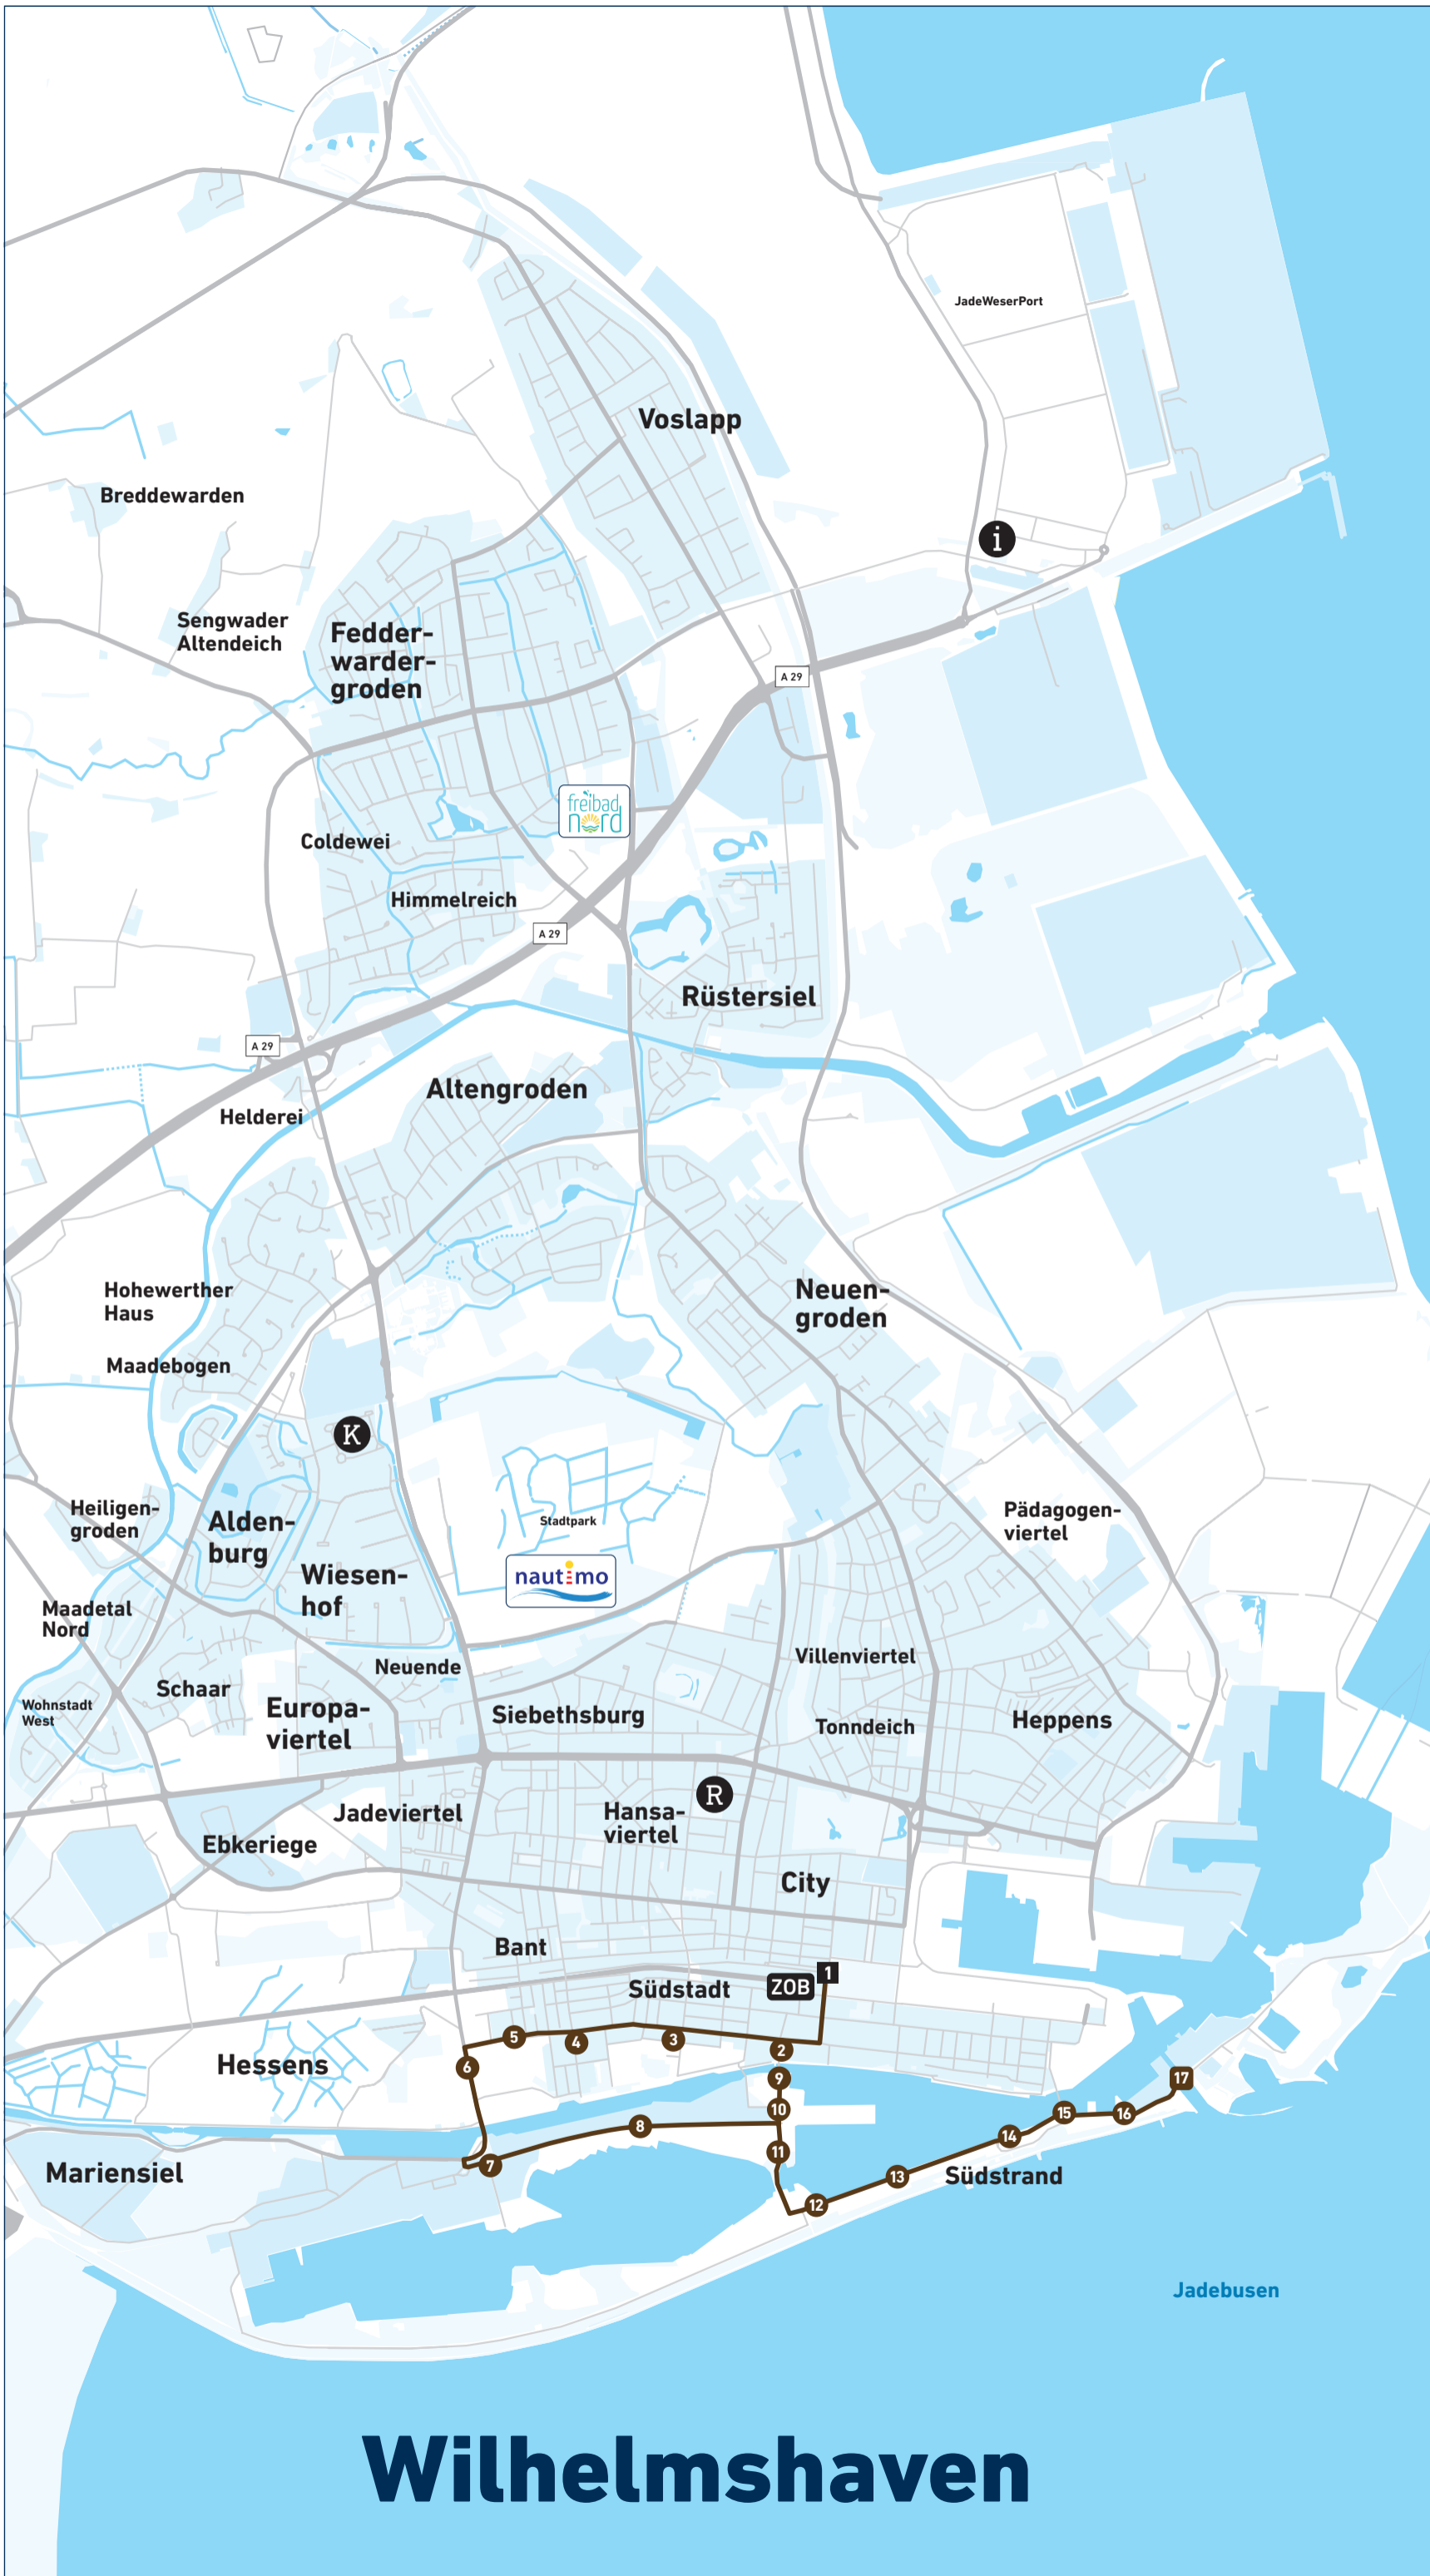 JadeWeserPort
Voslapp
Breddewarden
i
Sengwader
Altendeich
Fedder-
warder-
groden
A 29
freibad
nord
Coldewei
Himmelreich
A 29
Rüstersiel
A 29
Altengroden
Helderei
Hohewerther
Haus
Neuen-
groden
Maadebogen
K
Heiligen-
groden
Alden-
burg
Stadtpark
Pädagogen-
viertel
nautimo
Wiesen-
hof
Maadetal
Nord
Neuende
Villenviertel
Schaar
Wohnstadt
West
Europa-
viertel
Siebethsburg
Tonndeich
Heppens
R
Jadeviertel
Hansa-
viertel
Ebkeriege
City
Bant
1
ZOB
Südstadt
5
4
3
2
Hessens
6
9
17
10
15
16
8
14
11
7
Mariensiel
13
Südstrand
12
Jadebusen
Wilhelmshaven